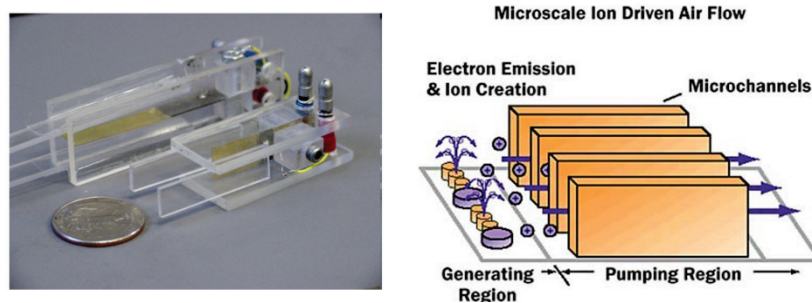 Microscale Ion Driven Air Flow
Electron Emission
& Ion Creation
Microchannels
Generating
Region
Pumping Region